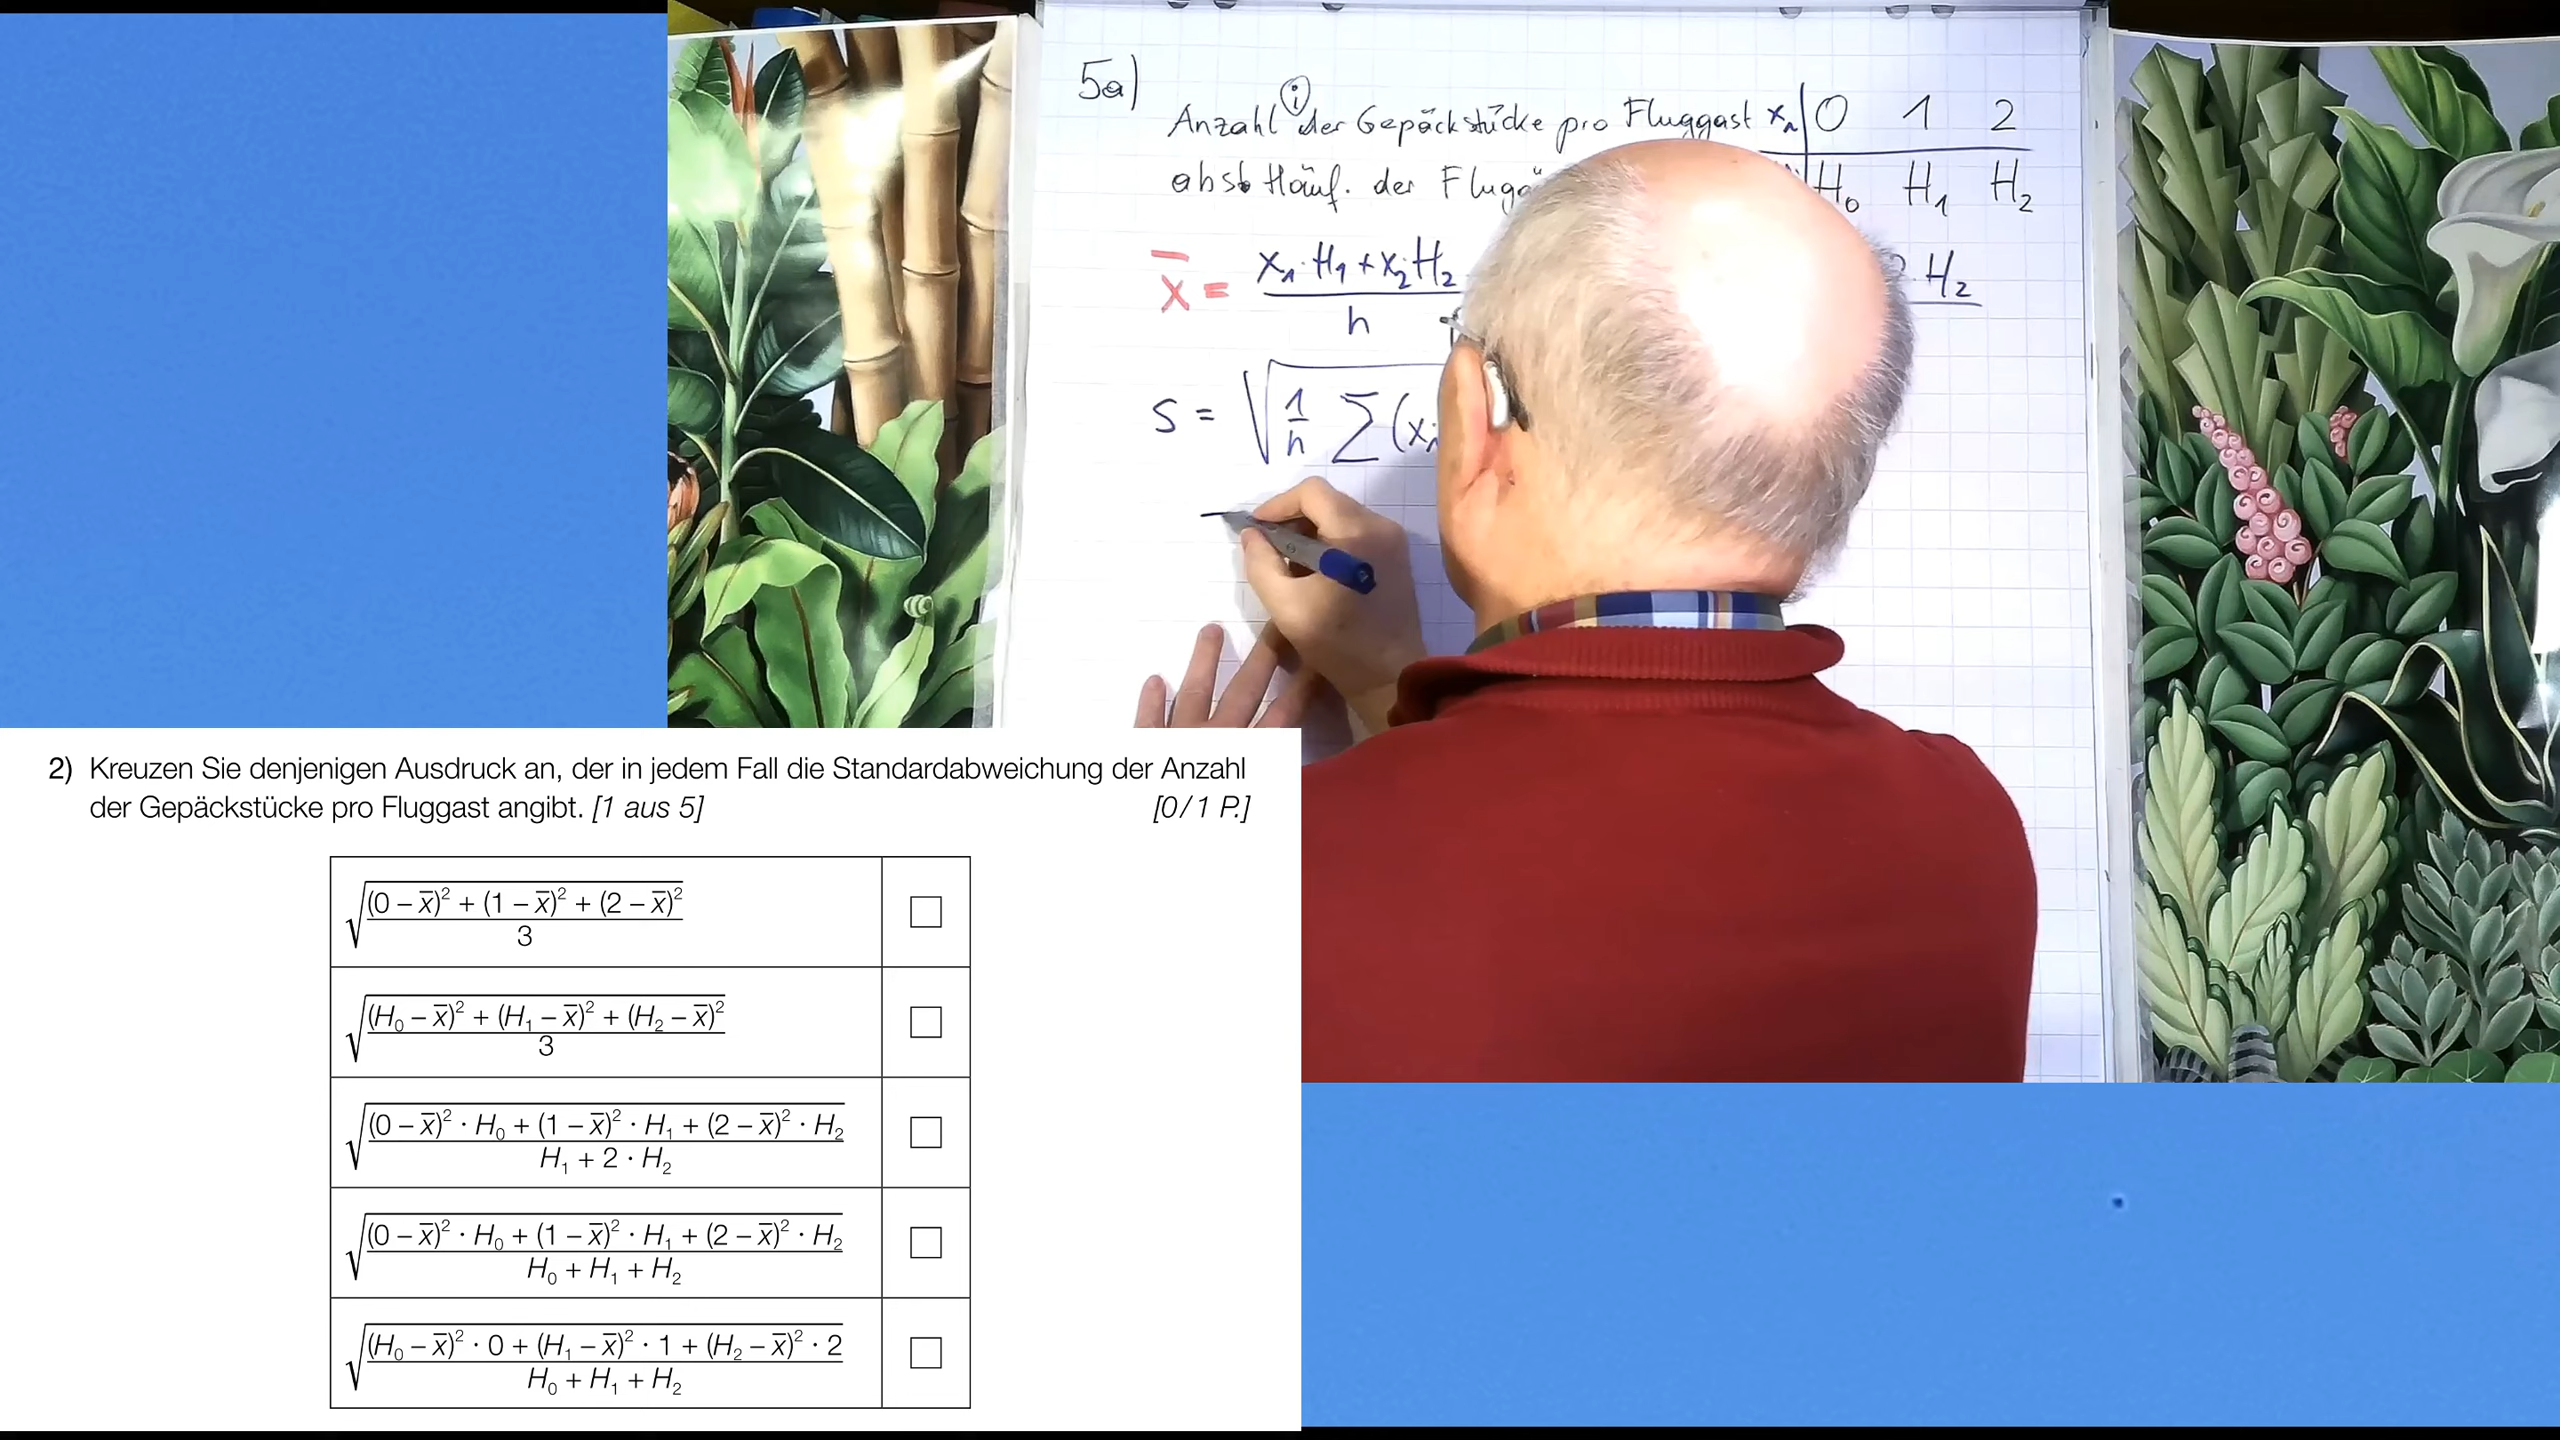 5a)
Anzahl der Gepäckstücke pro Fluggast xᵢ 0 1 2
abs. Häuf. der H₀ H₁ H₂
x̄ = x₁·H₁+x₂·H₂ · H₂
n
s = √ 1/n ∑ (xᵢ
2) Kreuzen Sie denjenigen Ausdruck an, der in jedem Fall die Standardabweichung der Anzahl
der Gepäckstücke pro Fluggast angibt. [1 aus 5] [0/1 P.]
√ (0 – x̄)² + (1 – x̄)² + (2 – x̄)²
3
√ (H₀ – x̄)² + (H₁ – x̄)² + (H₂ – x̄)²
3
√ (0 – x̄)² · H₀ + (1 – x̄)² · H₁ + (2 – x̄)² · H₂
H₁ + 2 · H₂
√ (0 – x̄)² · H₀ + (1 – x̄)² · H₁ + (2 – x̄)² · H₂
H₀ + H₁ + H₂
√ (H₀ – x̄)² · 0 + (H₁ – x̄)² · 1 + (H₂ – x̄)² · 2
H₀ + H₁ + H₂